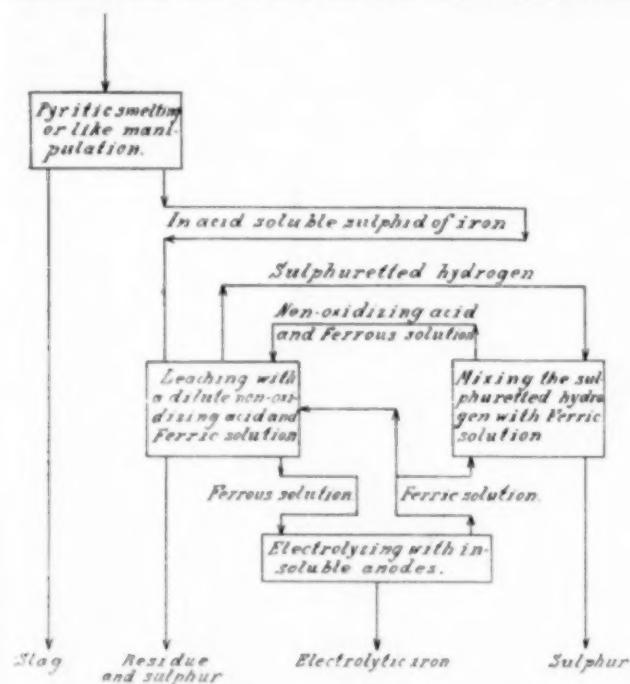 Pyritic smelting
or like mani-
pulation.
In acid soluble sulphid of iron
Sulphuretted hydrogen
Non-oxidizing acid
and Ferrous solution
Leaching with
a dilute non-oxi-
dizing acid and
Ferric solution
Mixing the sul-
phuretted hydro
gen with Ferric
solution
Ferrous solution
Ferric solution.
Electrolyzing with in-
soluble anodes.
Slag
Residue
and sulphur
Electrolytic iron
Sulphur